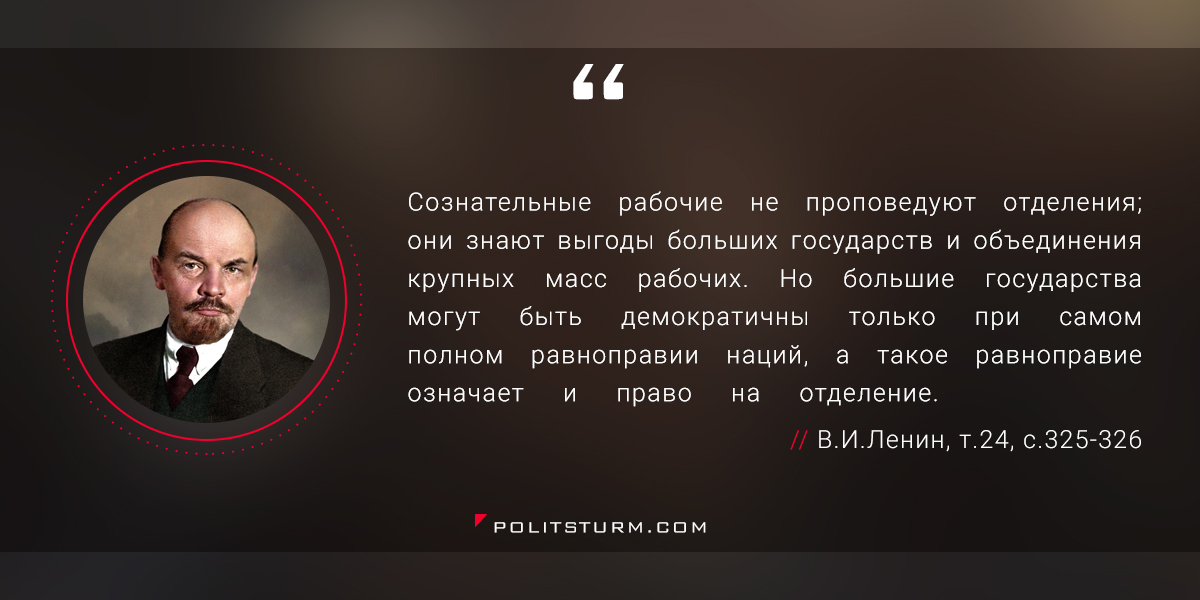 “
Сознательные рабочие не проповедуют отделения;
они знают выгоды больших государств и объединения
крупных масс рабочих. Но большие государства
могут быть демократичны только при самом
полном равноправии наций, а такое равноправие
означает и право на отделение.
// В.И.Ленин, т.24, с.325-326
POLITSTURM.COM